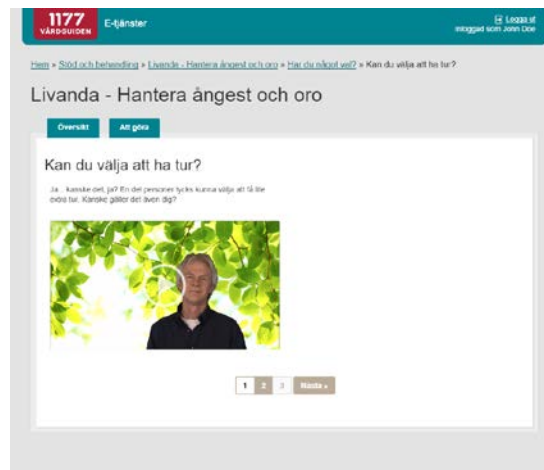 1177
VÅRDGUIDEN
E-tjänster
Logga ut
inloggad som John Doe
Hem » Stöd och behandling » Livanda - Hantera ångest och oro » Har du något val? » Kan du välja att ha tur?
Livanda - Hantera ångest och oro
Översikt
Att göra
Kan du välja att ha tur?
Ja... kanske det, ja? En del personer tycks kunna välja att få lite
extra tur. Kanske gäller det även dig?
1 2 3 Nästa »